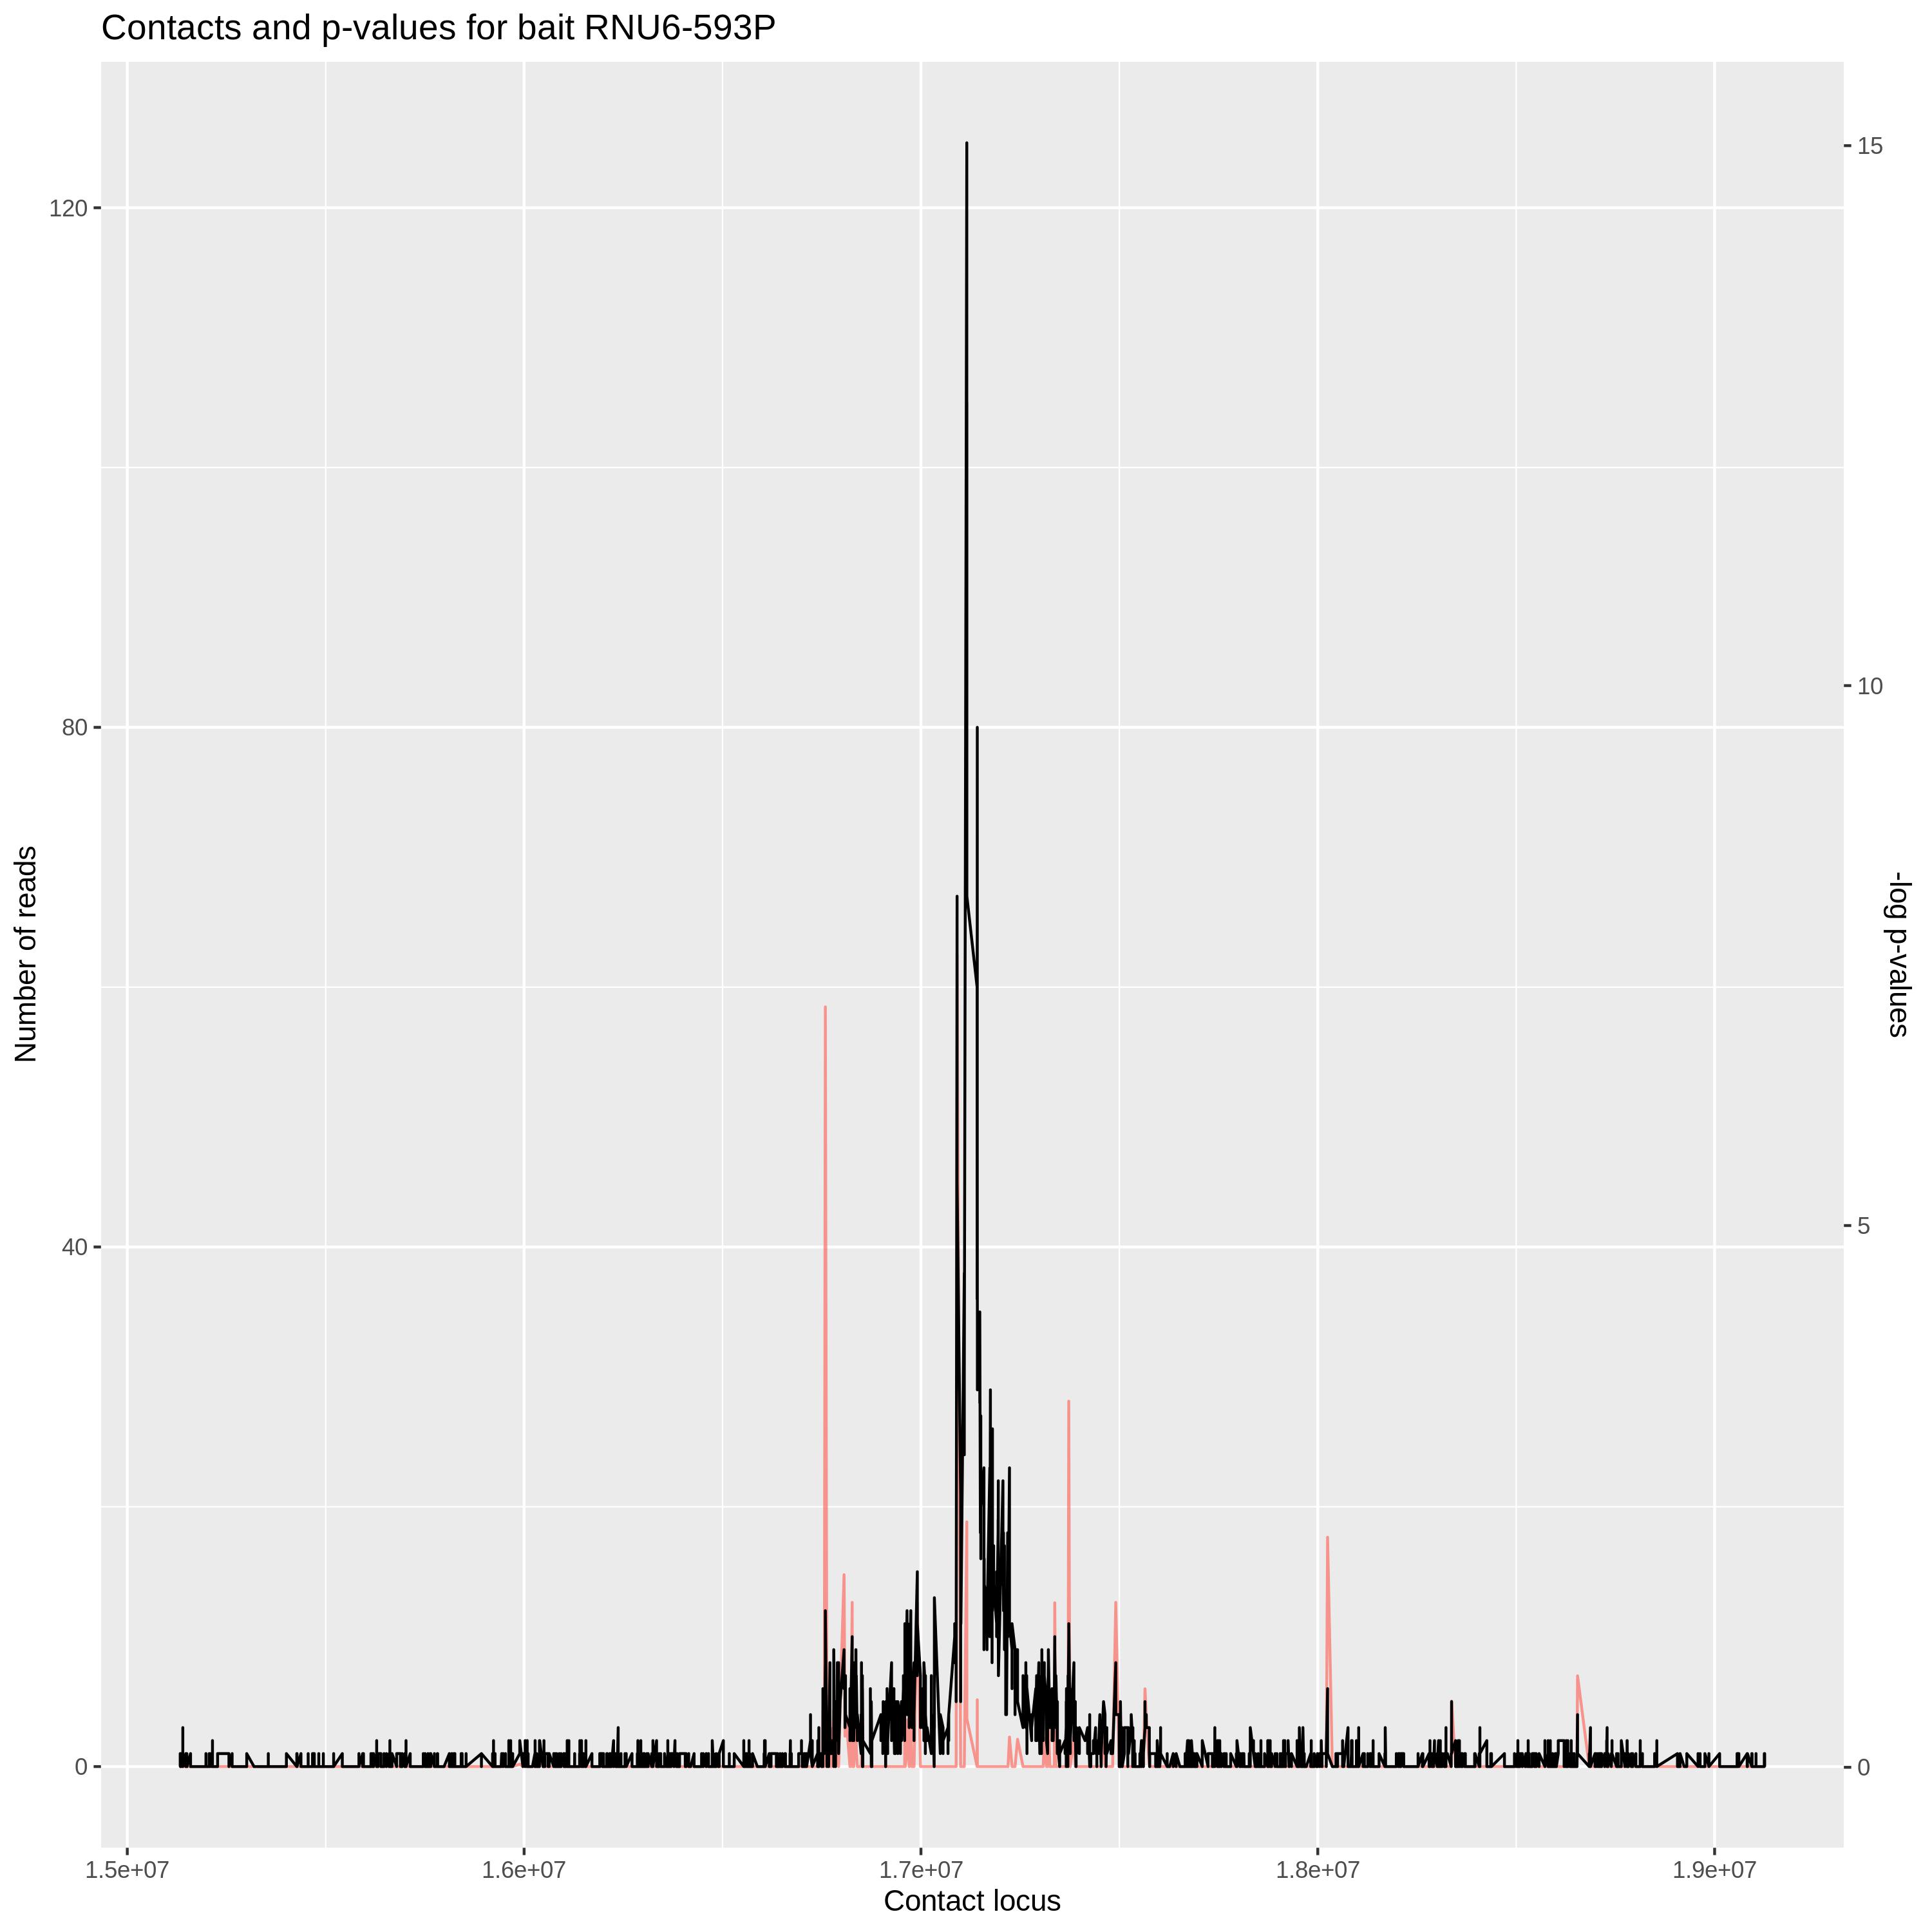 Contacts and p-values for bait RNU6-593P
120
80
40
0
Number of reads
15
10
5
0
-log p-values
1.5e+07
1.6e+07
1.7e+07
1.8e+07
1.9e+07
Contact locus